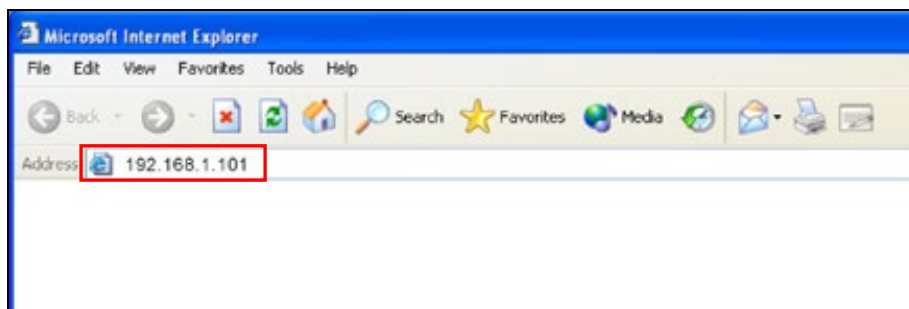 Microsoft Internet Explorer
File Edit View Favorites Tools Help
Back Search Favorites Media
Address 192.168.1.101